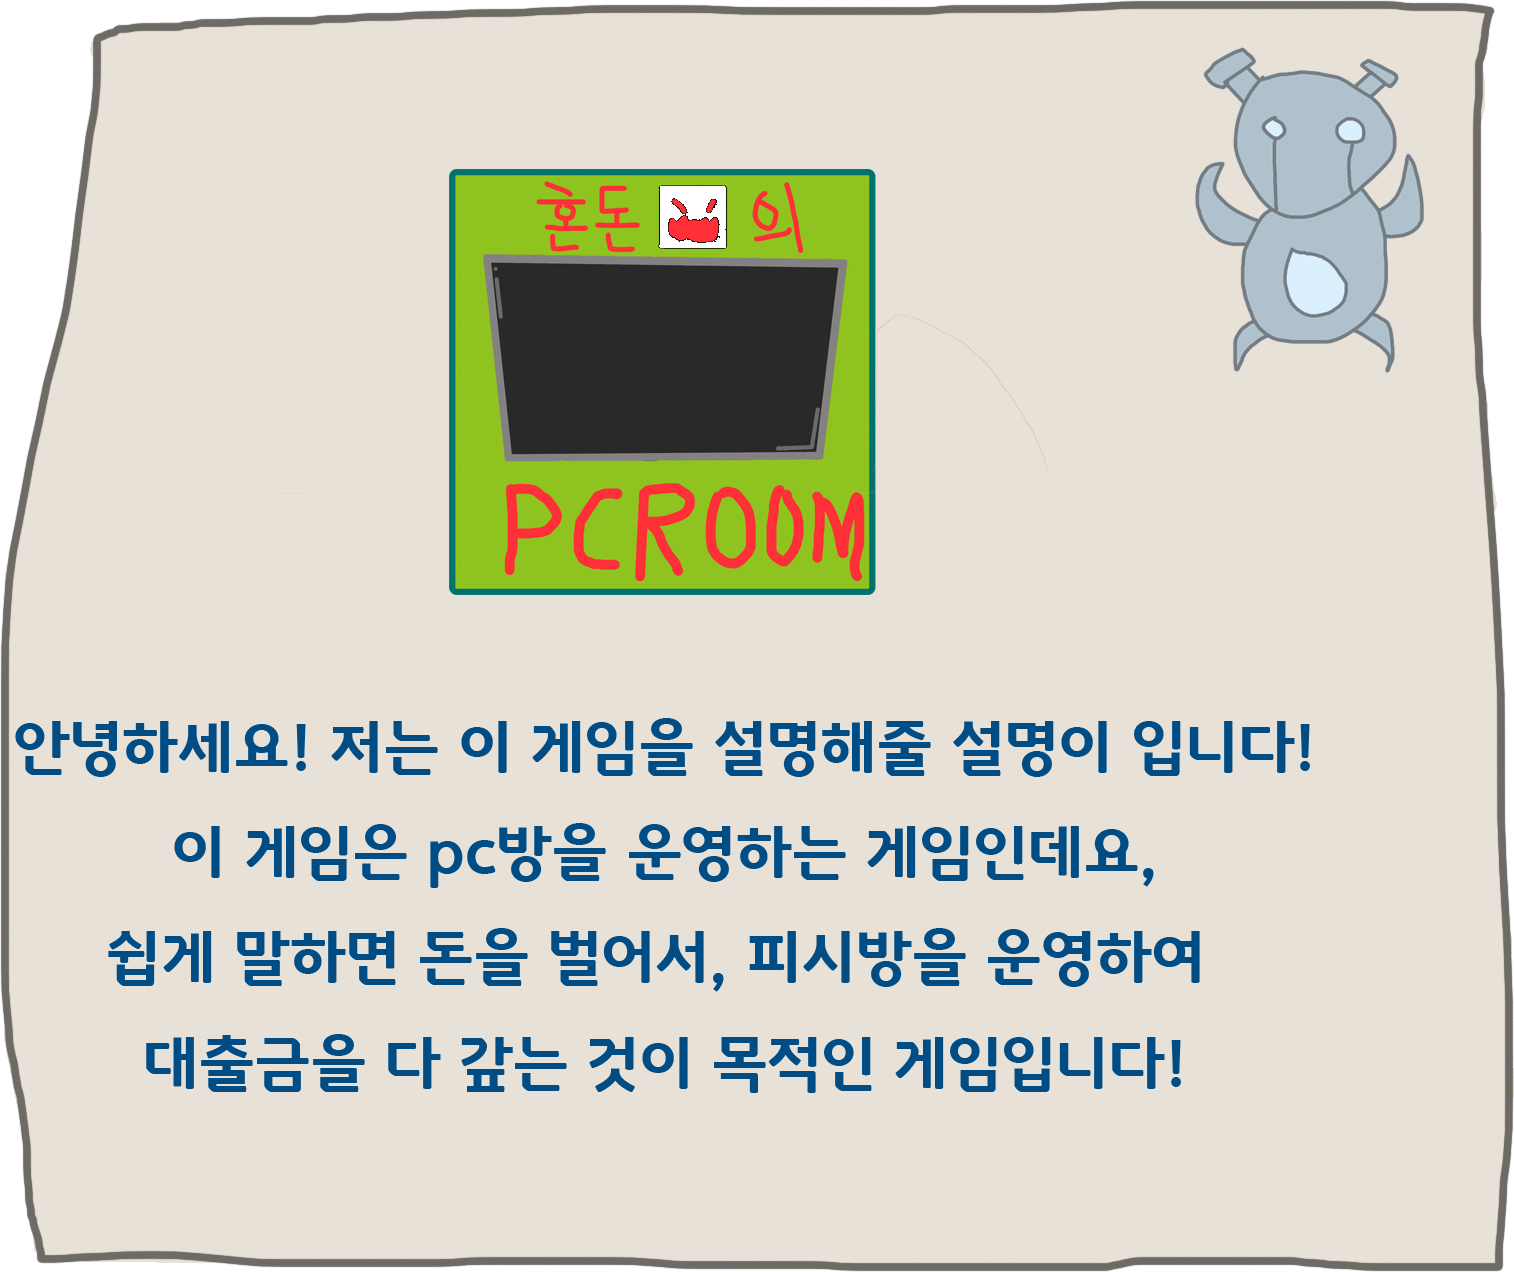 혼돈 의
PCROOM
안녕하세요! 저는 이 게임을 설명해줄 설명이 입니다!
이 게임은 pc방을 운영하는 게임인데요,
쉽게 말하면 돈을 벌어서, 피시방을 운영하여
대출금을 다 갚는 것이 목적인 게임입니다!